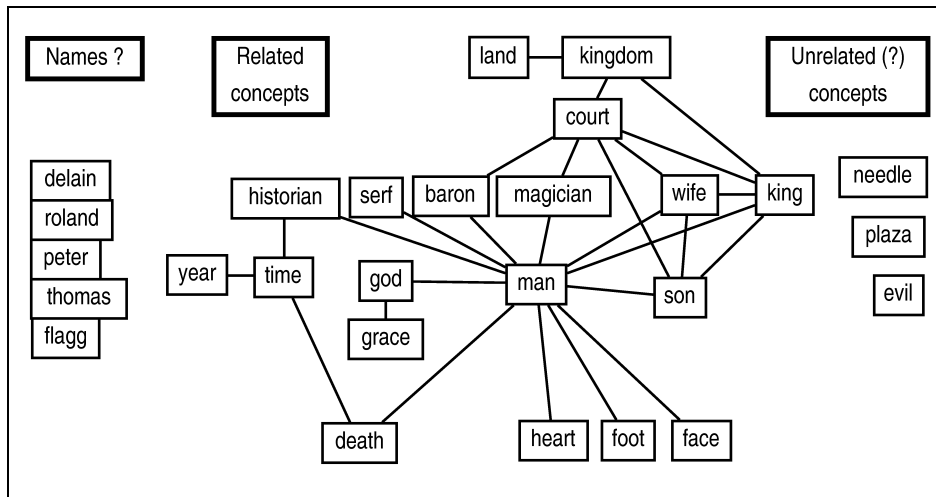 Names ?
Related
concepts
land
kingdom
Unrelated (?)
concepts
court
delain
roland
peter
thomas
flagg
historian
serf
baron
magician
wife
king
needle
plaza
evil
year
time
god
man
son
grace
death
heart
foot
face